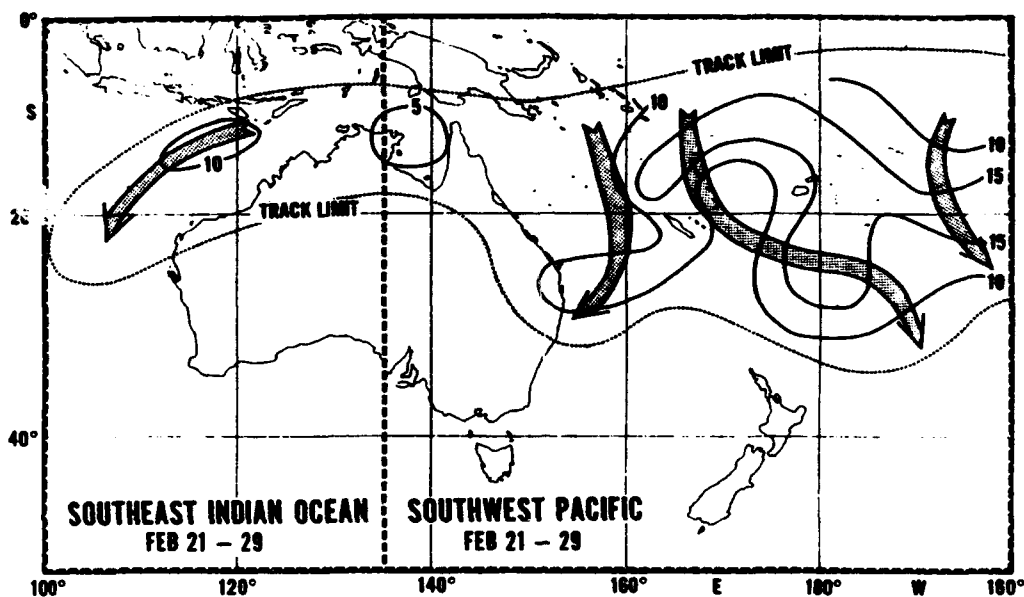 0°
TRACK LIMIT
10
5
S
10
10
15
20
TRACK LIMIT
15
10
40°
SOUTHEAST INDIAN OCEAN
FEB 21 – 29
SOUTHWEST PACIFIC
FEB 21 – 29
100° 120° 140° 160° E 180° W 160°